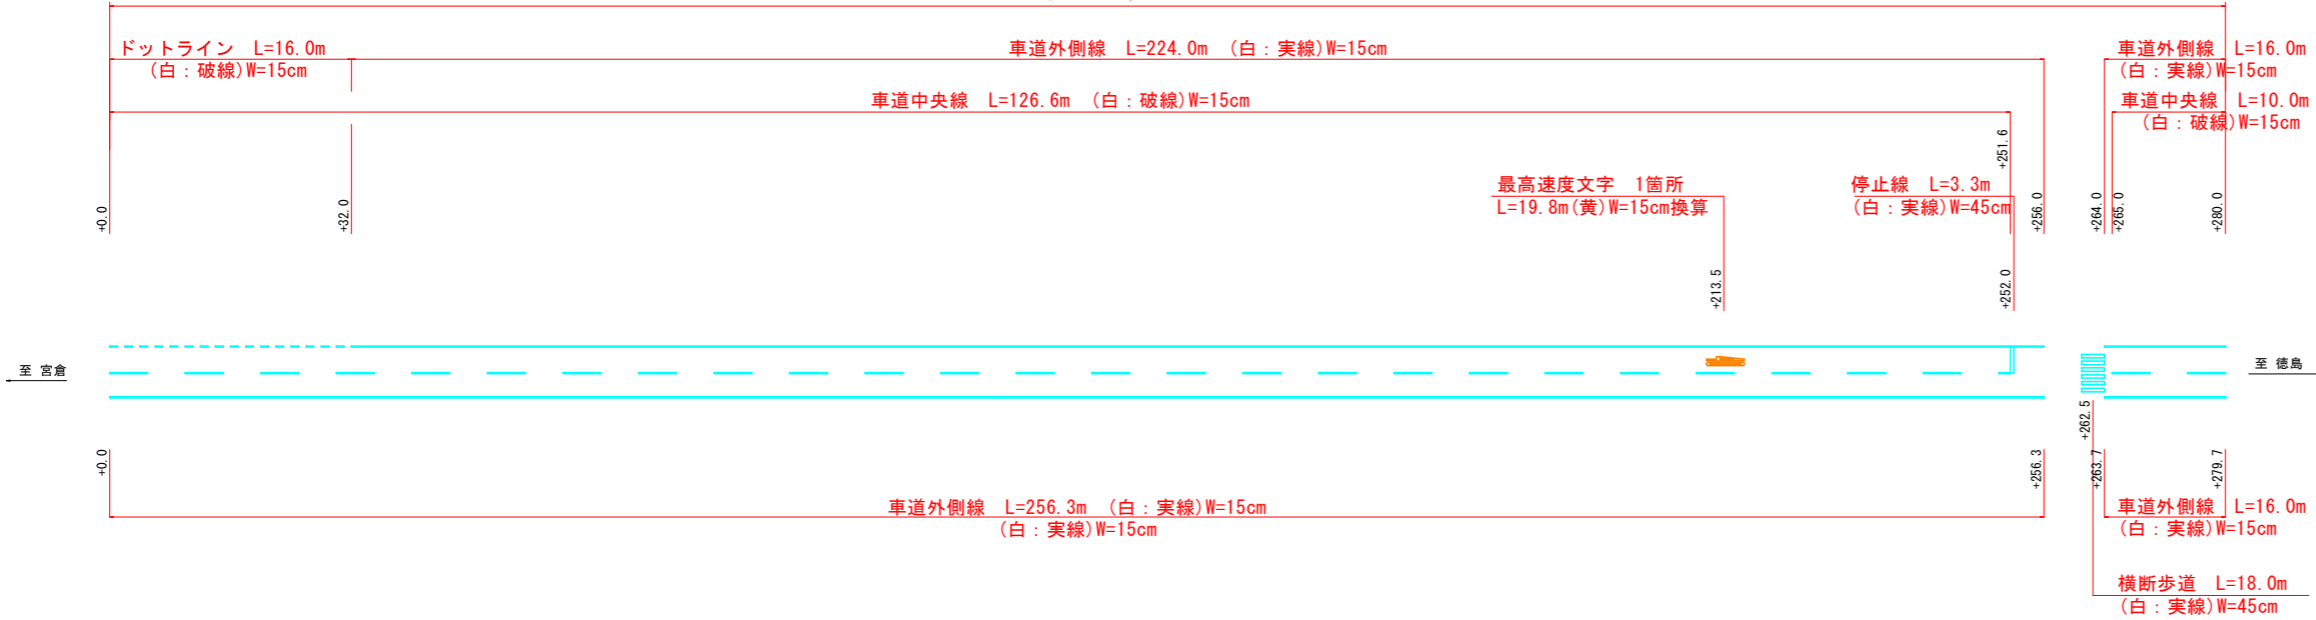 ドットライン　L=16.0m
(白：破線)W=15cm
車道外側線　L=224.0m　(白：実線)W=15cm
車道外側線　L=16.0m
(白：実線)W=15cm
車道中央線　L=126.6m　(白：破線)W=15cm
車道中央線　L=10.0m
(白：破線)W=15cm
最高速度文字　1箇所
L=19.8m(黄)W=15cm換算
停止線　L=3.3m
(白：実線)W=45cm
+0.0
+32.0
+251.6
+256.0
+264.0
+265.0
+280.0
+213.5
+252.0
至 宮倉
至 徳島
+0.0
+262.5
+256.3
+263.7
+279.7
車道外側線　L=256.3m　(白：実線)W=15cm
(白：実線)W=15cm
車道外側線　L=16.0m
(白：実線)W=15cm
横断歩道　L=18.0m
(白：実線)W=45cm